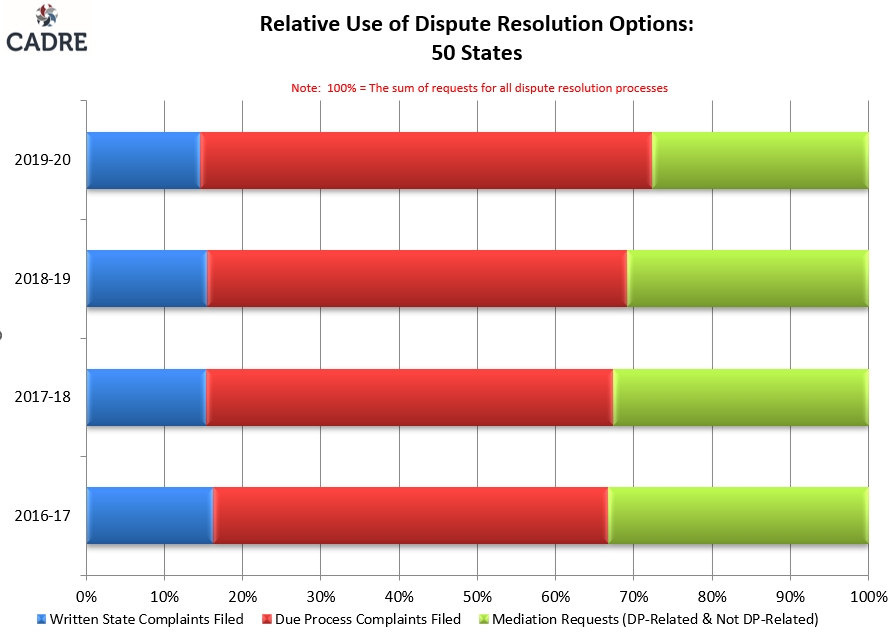 CADRE
Relative Use of Dispute Resolution Options:
50 States
Note: 100% = The sum of requests for all dispute resolution processes
2019-20
2018-19
2017-18
2016-17
0% 10% 20% 30% 40% 50% 60% 70% 80% 90% 100%
Written State Complaints Filed Due Process Complaints Filed Mediation Requests (DP-Related & Not DP-Related)